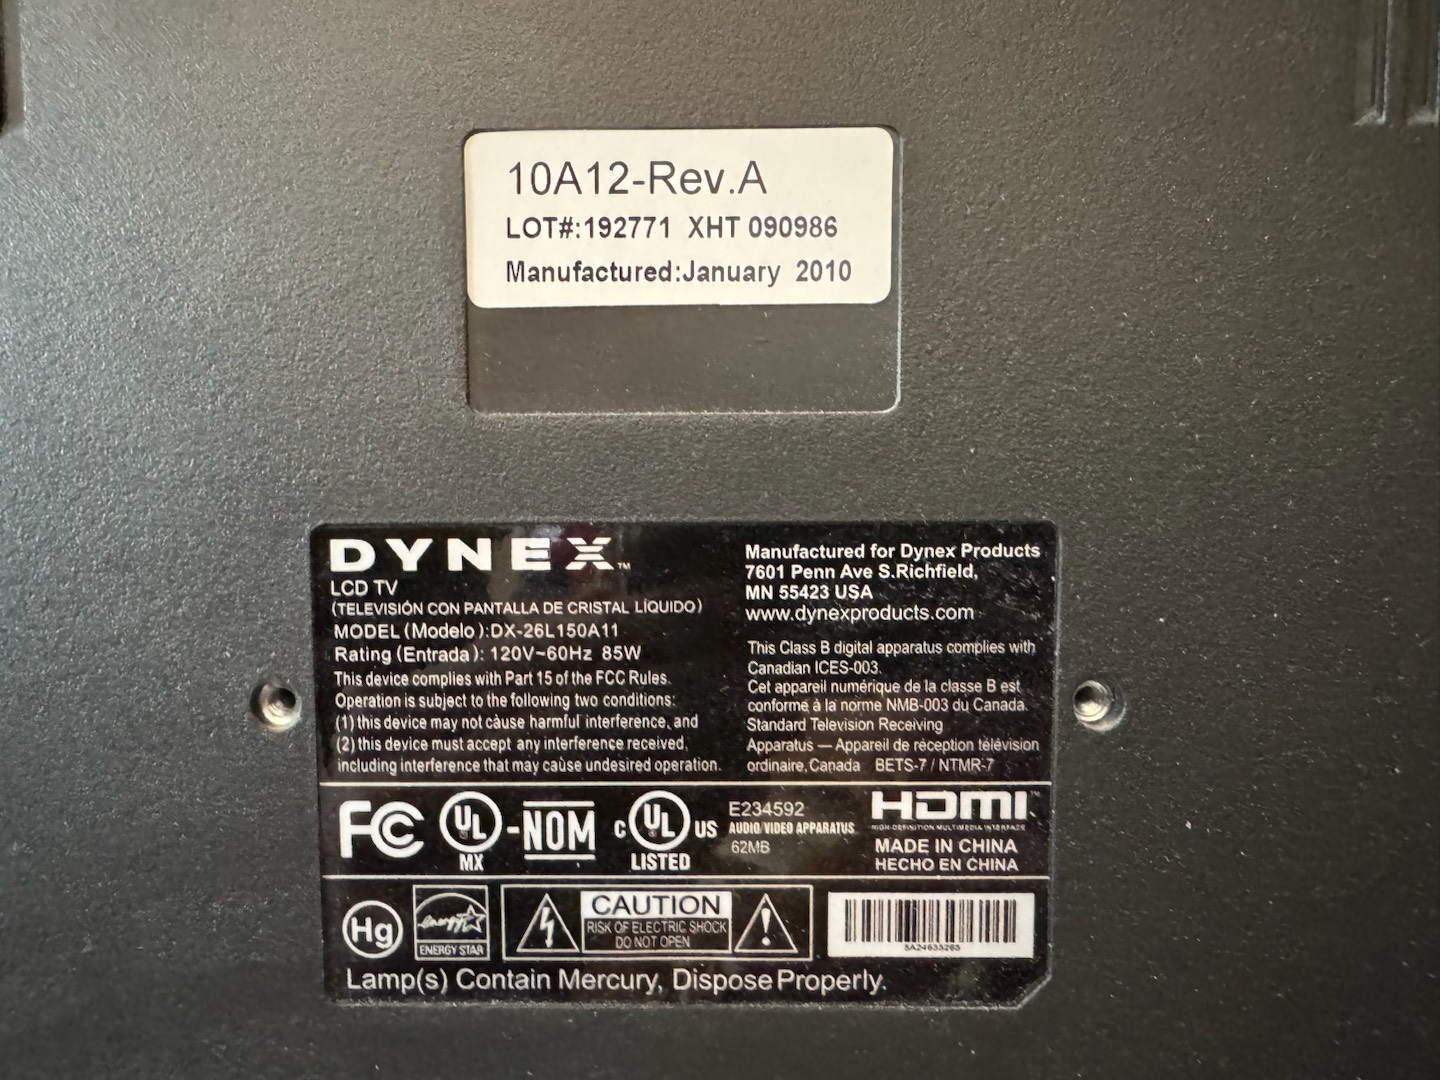 10A12-Rev.A
LOT#:192771 XHT 090986
Manufactured:January 2010
DYNEX™
LCD TV
(TELEVISIÓN CON PANTALLA DE CRISTAL LÍQUIDO)
MODEL (Modelo):DX-26L150A11
Rating (Entrada): 120V~60Hz 85W
This device complies with Part 15 of the FCC Rules.
Operation is subject to the following two conditions:
(1) this device may not cause harmful interference, and
(2) this device must accept any interference received,
including interference that may cause undesired operation.
Manufactured for Dynex Products
7601 Penn Ave S.Richfield,
MN 55423 USA
www.dynexproducts.com
This Class B digital apparatus complies with
Canadian ICES-003.
Cet appareil numérique de la classe B est
conforme à la norme NMB-003 du Canada.
Standard Television Receiving
Apparatus — Appareil de réception télévision
ordinaire, Canada BETS-7 / NTMR-7
FC UL MX -NOM c UL US LISTED
E234592
AUDIO/VIDEO APPARATUS
62MB
HDMI™
HIGH-DEFINITION MULTIMEDIA INTERFACE
MADE IN CHINA
HECHO EN CHINA
Hg
energy
ENERGY STAR
CAUTION
RISK OF ELECTRIC SHOCK
DO NOT OPEN
Lamp(s) Contain Mercury, Dispose Properly.